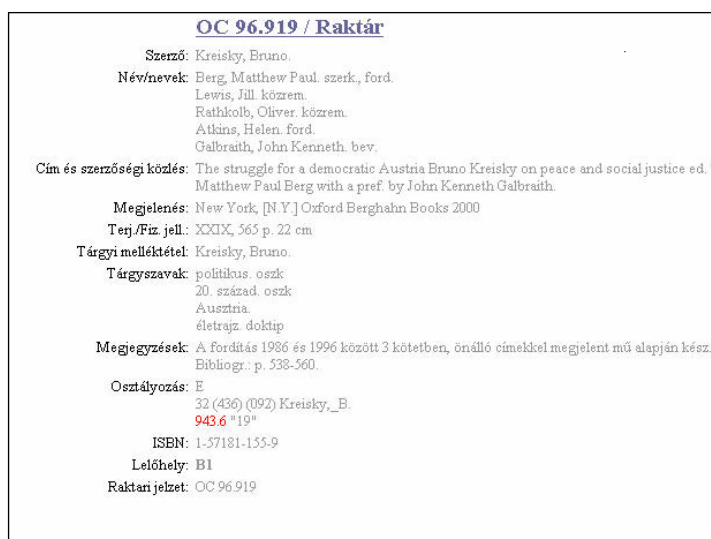 OC 96.919 / Raktár
Szerző: Kreisky, Bruno.
Név/nevek: Berg, Matthew Paul. szerk., ford.
Lewis, Jill. közrem.
Rathkolb, Oliver. közrem.
Atkins, Helen. ford.
Galbraith, John Kenneth. bev.
Cím és szerzőségi közlés: The struggle for a democratic Austria Bruno Kreisky on peace and social justice ed.
Matthew Paul Berg with a pref. by John Kenneth Galbraith.
Megjelenés: New York, [N.Y.] Oxford Berghahn Books 2000
Terj./Fiz. jell.: XXIX, 565 p. 22 cm
Tárgyi melléktétel: Kreisky, Bruno.
Tárgyszavak: politikus. oszk
20. század. oszk
Ausztria.
életrajz. doktip
Megjegyzések: A fordítás 1986 és 1996 között 3 kötetben, önálló címekkel megjelent mű alapján kész.
Bibliogr.: p. 538-560.
Osztályozás: E
32 (436) (092) Kreisky,_B.
943.6 "19"
ISBN: 1-57181-155-9
Lelőhely: B1
Raktari jelzet: OC 96.919